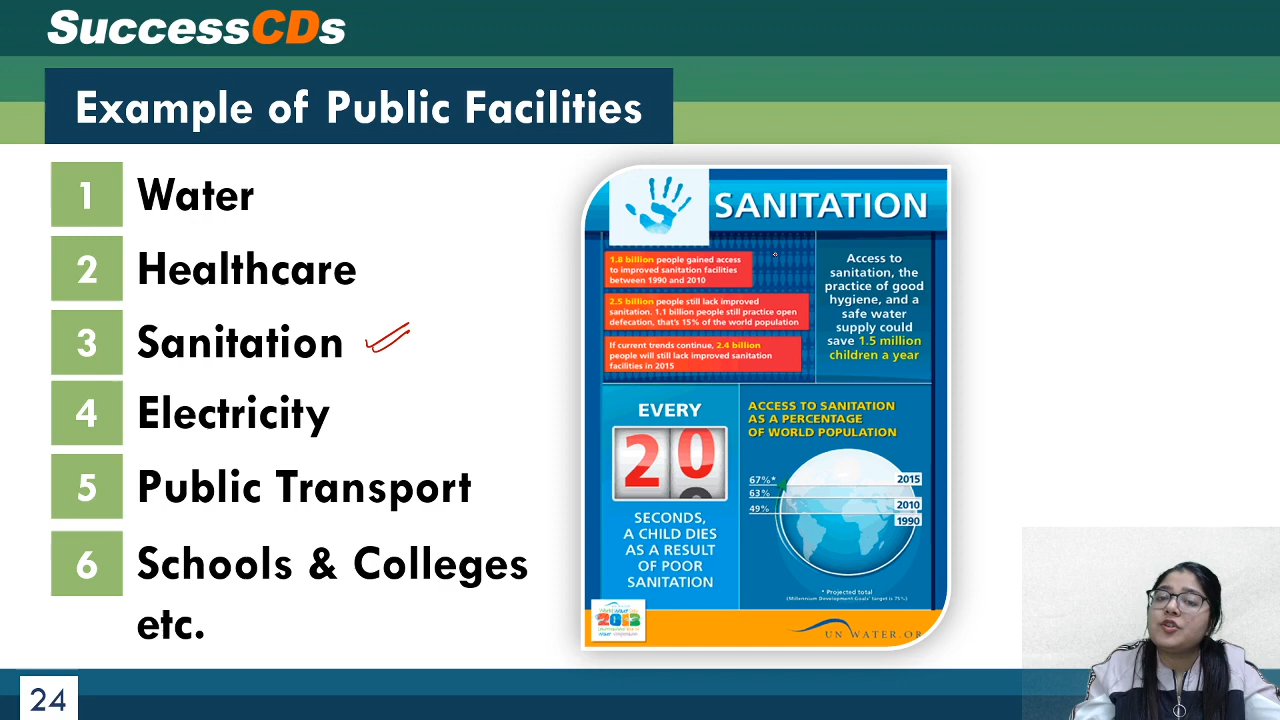 SuccessCDs
Example of Public Facilities
1 Water
2 Healthcare
3 Sanitation
4 Electricity
5 Public Transport
6 Schools & Colleges
etc.
SANITATION
1.8 billion people gained access
to improved sanitation facilities
between 1990 and 2010
2.5 billion people still lack improved
sanitation. 1.1 billion people still practice open
defecation, that's 15% of the world population
If current trends continue, 2.4 billion
people will still lack improved sanitation
facilities in 2015
Access to
sanitation, the
practice of good
hygiene, and a
safe water
supply could
save 1.5 million
children a year
EVERY
20
SECONDS,
A CHILD DIES
AS A RESULT
OF POOR
SANITATION
ACCESS TO SANITATION
AS A PERCENTAGE
OF WORLD POPULATION
67%* 2015
63% 2010
49% 1990
* Projected total
(Millennium Development Goals' target is 75%)
2013
UN WATER.OR
24